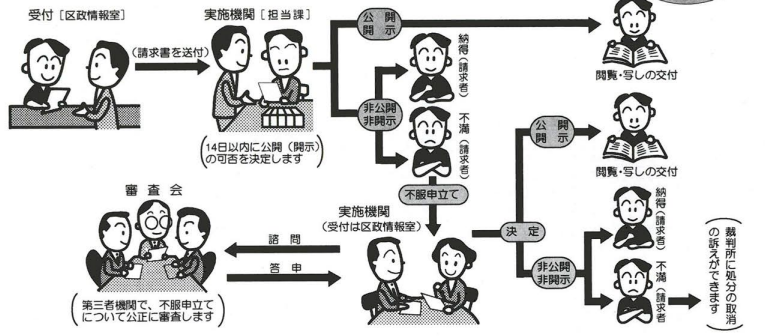 受付［区政情報室］
（請求書を送付）
実施機関［担当課］
（14日以内に公開（開示）
の可否を決定します）
公開
開示
閲覧・写しの交付
非公開
非開示
納得（請求者）
不満（請求者）
不服申立て
実施機関
（受付は区政情報室）
諮問
答申
審査会
（第三者機関で、不服申立て
について公正に審査します）
決定
公開
開示
閲覧・写しの交付
非公開
非開示
納得（請求者）
不満（請求者）
（裁判所に処分の取消
の訴えができます）